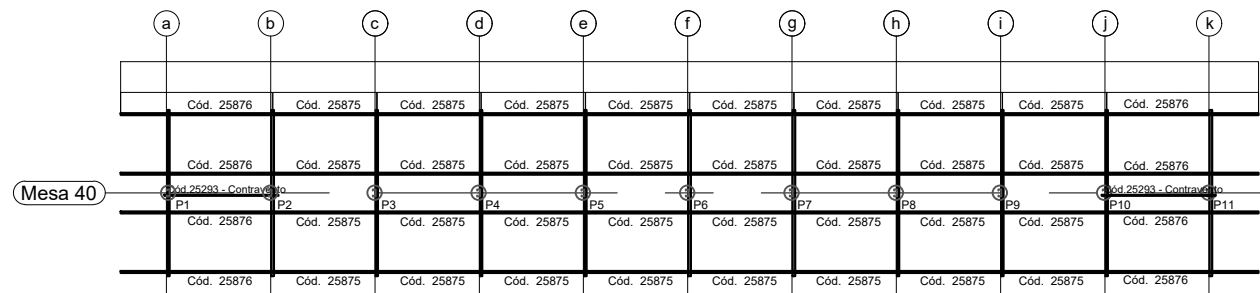 a b c d e f g h i j k
Cód. 25876 Cód. 25875 Cód. 25875 Cód. 25875 Cód. 25875 Cód. 25875 Cód. 25875 Cód. 25875 Cód. 25875 Cód. 25876
Cód. 25876 Cód. 25875 Cód. 25875 Cód. 25875 Cód. 25875 Cód. 25875 Cód. 25875 Cód. 25875 Cód. 25875 Cód. 25876
Mesa 40 Cód.25293 - Contravento Cód.25293 - Contravento
P1 P2 P3 P4 P5 P6 P7 P8 P9 P10 P11
Cód. 25876 Cód. 25875 Cód. 25875 Cód. 25875 Cód. 25875 Cód. 25875 Cód. 25875 Cód. 25875 Cód. 25875 Cód. 25876
Cód. 25876 Cód. 25875 Cód. 25875 Cód. 25875 Cód. 25875 Cód. 25875 Cód. 25875 Cód. 25875 Cód. 25875 Cód. 25876